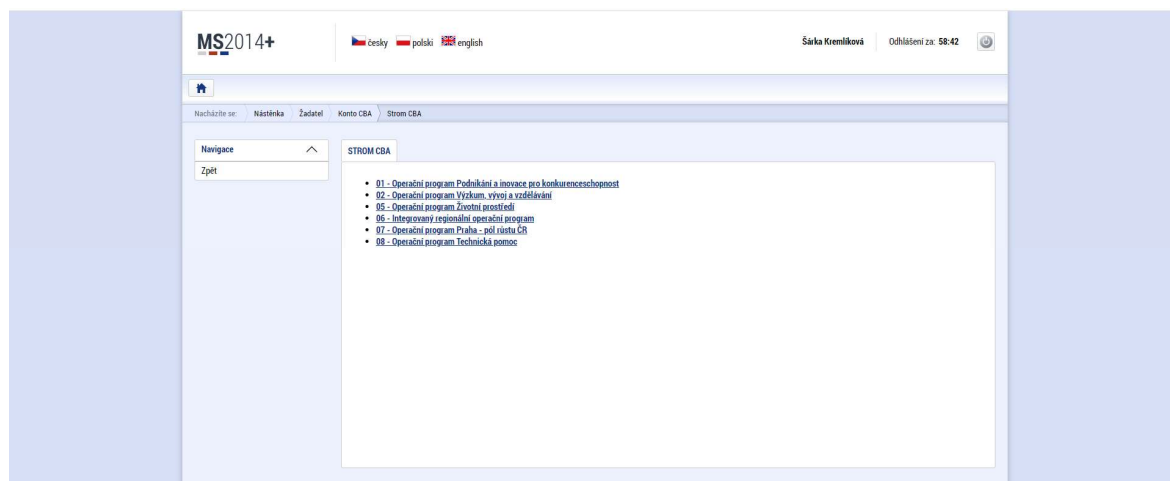 MS2014+
česky polski english
Šárka Kremlíková Odhlášení za: 58:42
Nacházíte se: Nástěnka Žadatel Konto CBA Strom CBA
Navigace
Zpět
STROM CBA
01 - Operační program Podnikání a inovace pro konkurenceschopnost
02 - Operační program Výzkum, vývoj a vzdělávání
05 - Operační program Životní prostředí
06 - Integrovaný regionální operační program
07 - Operační program Praha - pól růstu ČR
08 - Operační program Technická pomoc